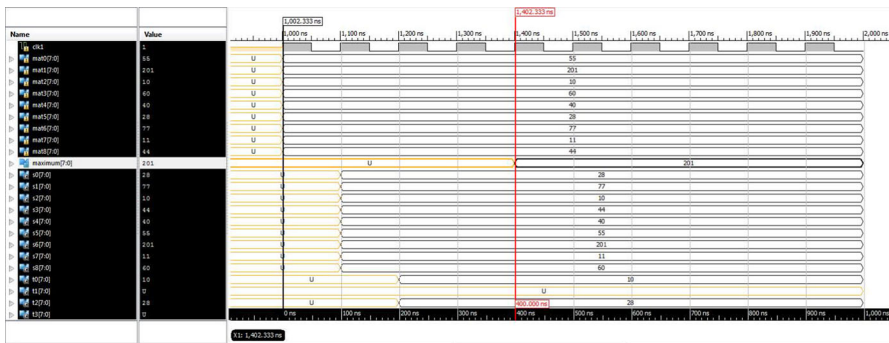 1,402.333 ns
1,002.333 ns
Name Value
1,000 ns 1,100 ns 1,200 ns 1,300 ns 1,400 ns 1,500 ns 1,600 ns 1,700 ns 1,800 ns 1,900 ns 2,000 ns
clk1 1
mat0[7:0] 55 U 55
mat1[7:0] 201 U 201
mat2[7:0] 10 U 10
mat3[7:0] 60 U 60
mat4[7:0] 40 U 40
mat5[7:0] 28 U 28
mat6[7:0] 77 U 77
mat7[7:0] 11 U 11
mat8[7:0] 44 U 44
maximum[7:0] 201 U 201
s0[7:0] 28 U 28
s1[7:0] 77 U 77
s2[7:0] 10 U 10
s3[7:0] 44 U 44
s4[7:0] 40 U 40
s5[7:0] 55 U 55
s6[7:0] 201 U 201
s7[7:0] 11 U 11
s8[7:0] 60 U 60
t0[7:0] 10 U 10
t1[7:0] U U
t2[7:0] 28 U 400.000 ns 28
t3[7:0] U 0 ns 100 ns 200 ns 300 ns 400 ns 500 ns 600 ns 700 ns 800 ns 900 ns 1,000 ns
X1: 1,402.333 ns